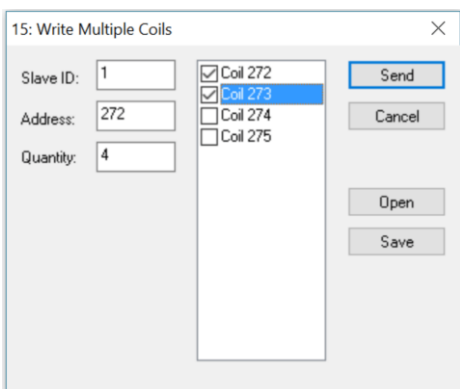 15: Write Multiple Coils
Slave ID: 1
Address: 272
Quantity: 4
Coil 272
Coil 273
Coil 274
Coil 275
Send
Cancel
Open
Save